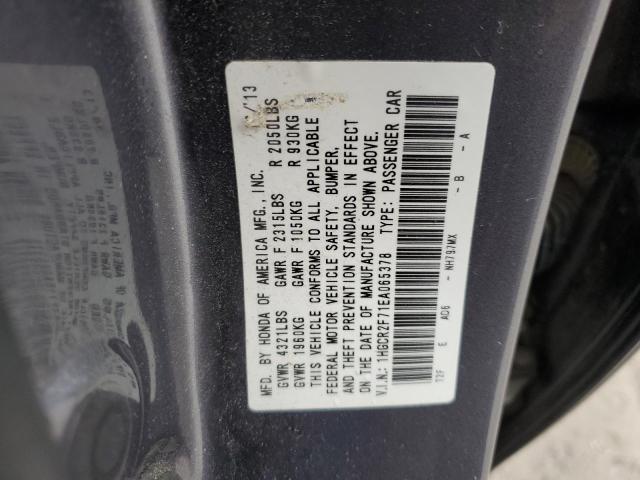 MFD. BY HONDA OF AMERICA MFG., INC. /13
GVWR 4321LBS GAWR F 2315LBS R 2050LBS
GVWR 1960KG GAWR F 1050KG R 930KG
THIS VEHICLE CONFORMS TO ALL APPLICABLE
FEDERAL MOTOR VEHICLE SAFETY, BUMPER,
AND THEFT PREVENTION STANDARDS IN EFFECT
ON THE DATE OF MANUFACTURE SHOWN ABOVE.
V.I.N.: 1HGCR2F71EA065378 TYPE: PASSENGER CAR
T2F E AD6 - NH797MX - B - A